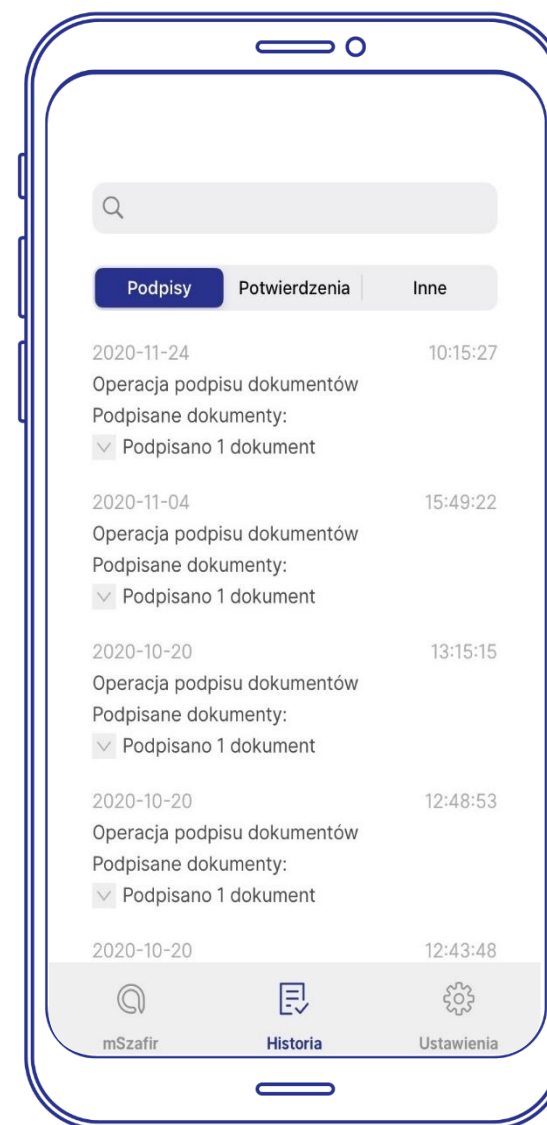 Podpisy Potwierdzenia Inne
2020-11-24 10:15:27
Operacja podpisu dokumentów
Podpisane dokumenty:
Podpisano 1 dokument
2020-11-04 15:49:22
Operacja podpisu dokumentów
Podpisane dokumenty:
Podpisano 1 dokument
2020-10-20 13:15:15
Operacja podpisu dokumentów
Podpisane dokumenty:
Podpisano 1 dokument
2020-10-20 12:48:53
Operacja podpisu dokumentów
Podpisane dokumenty:
Podpisano 1 dokument
2020-10-20 12:43:48
mSzafir Historia Ustawienia